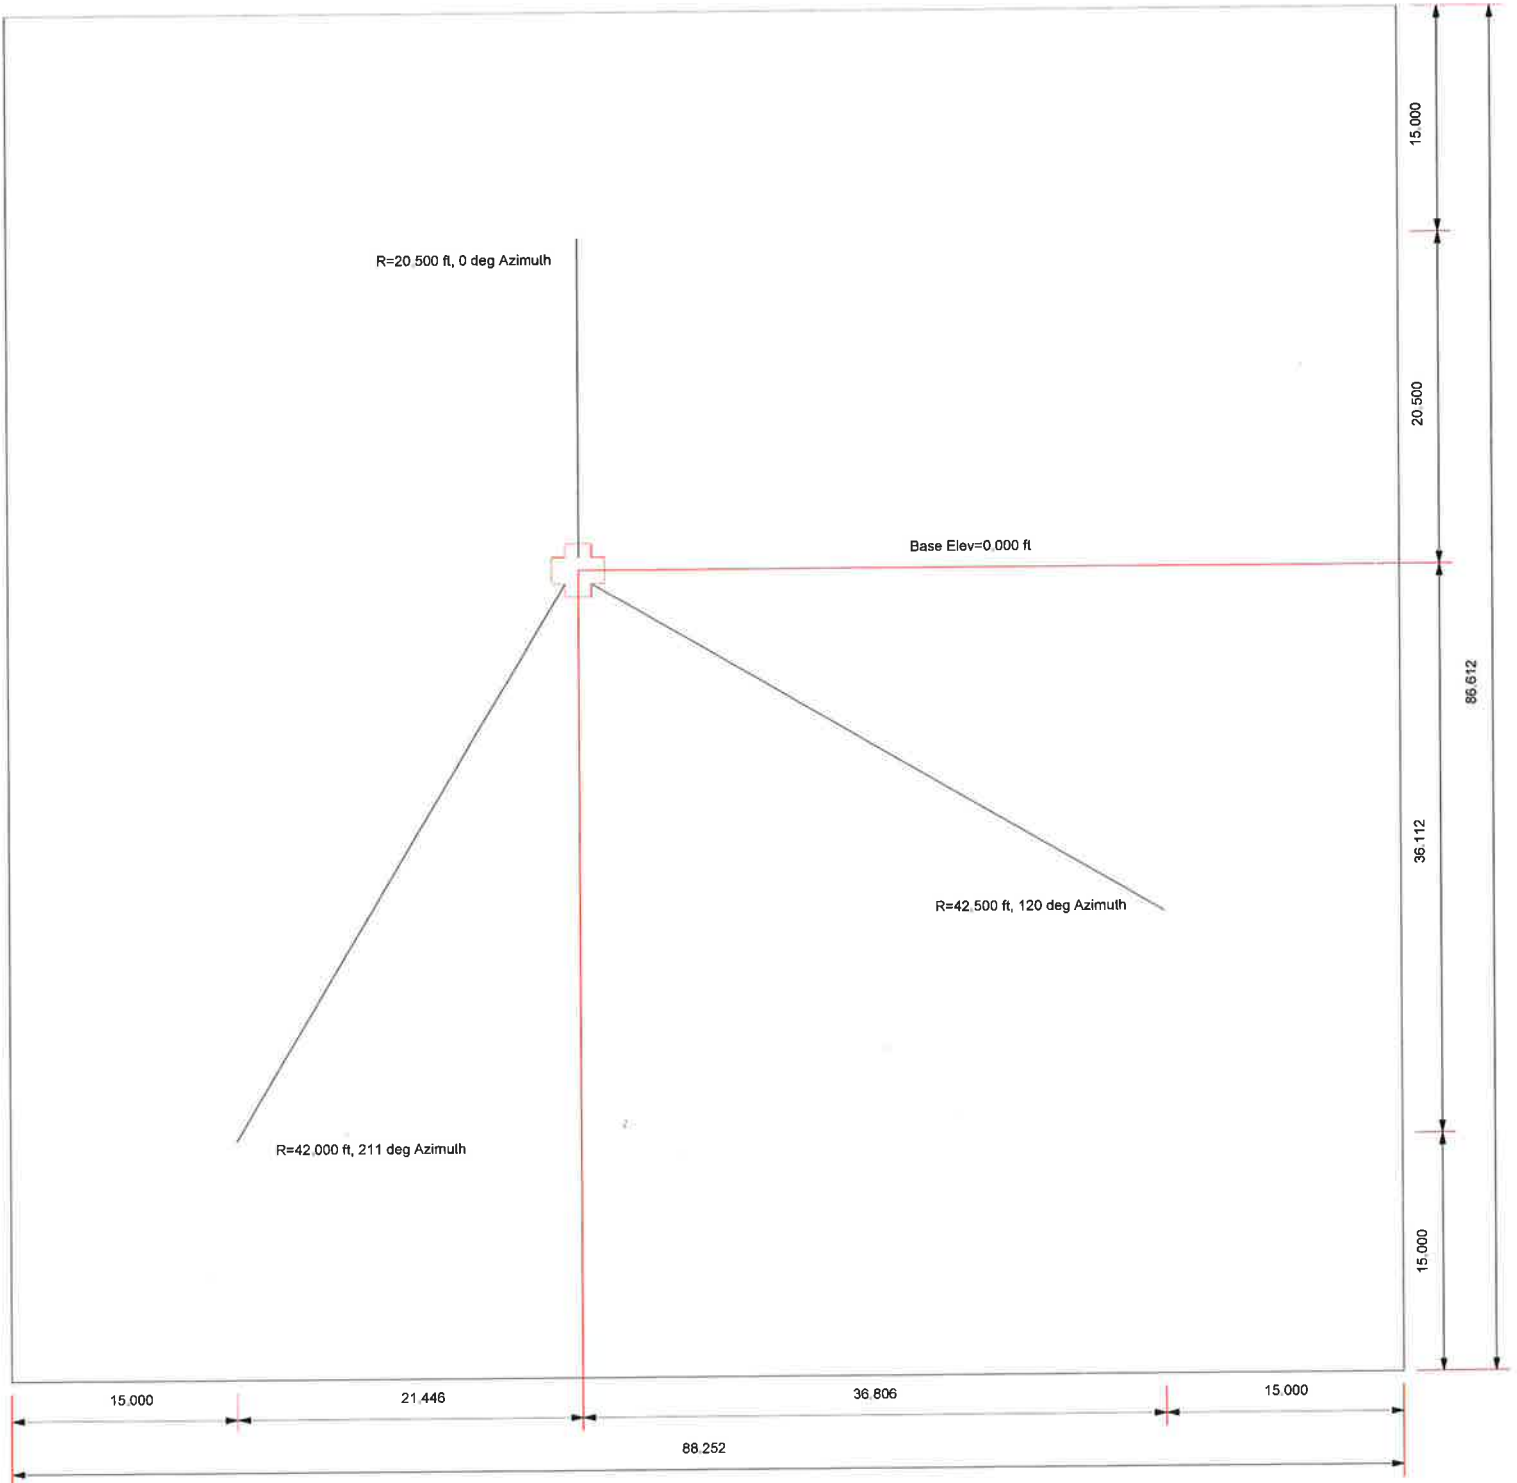 15.000
R=20.500 ft, 0 deg Azimuth
20.500
Base Elev=0.000 ft
86.612
36.112
R=42.500 ft, 120 deg Azimuth
R=42.000 ft, 211 deg Azimuth
15.000
15.000
21.446
36.806
15.000
88.252